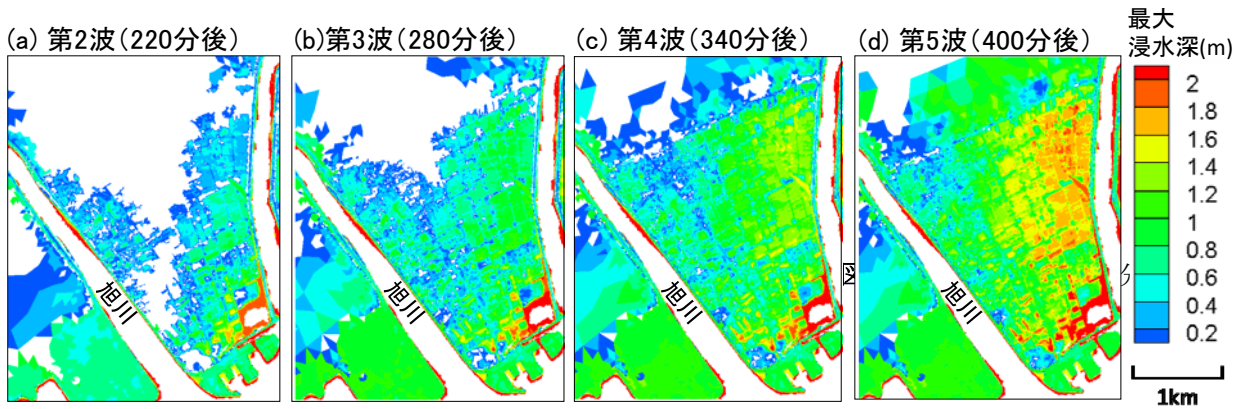 (a) 第2波(220分後)
(b)第3波(280分後)
(c) 第4波(340分後)
(d) 第5波(400分後)
最大
浸水深(m)
2
1.8
1.6
1.4
1.2
1
0.8
0.6
0.4
0.2
1km
旭川
旭川
旭川
旭川
図